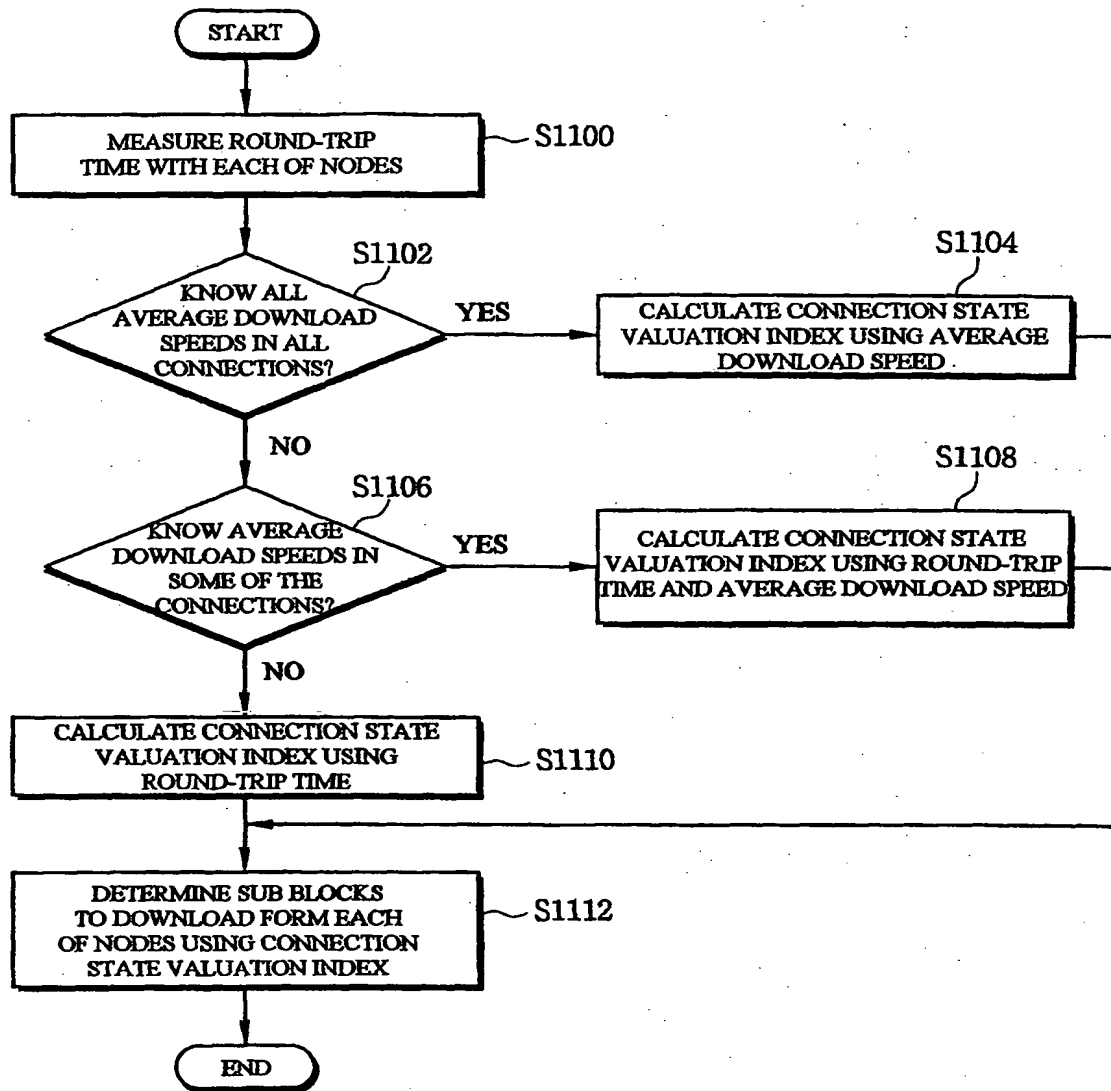 START
MEASURE ROUND-TRIP
TIME WITH EACH OF NODES
S1100
S1102
KNOW ALL
AVERAGE DOWNLOAD
SPEEDS IN ALL
CONNECTIONS?
YES
S1104
CALCULATE CONNECTION STATE
VALUATION INDEX USING AVERAGE
DOWNLOAD SPEED
NO
S1106
KNOW AVERAGE
DOWNLOAD SPEEDS IN
SOME OF THE
CONNECTIONS?
YES
S1108
CALCULATE CONNECTION STATE
VALUATION INDEX USING ROUND-TRIP
TIME AND AVERAGE DOWNLOAD SPEED
NO
CALCULATE CONNECTION STATE
VALUATION INDEX USING
ROUND-TRIP TIME
S1110
DETERMINE SUB BLOCKS
TO DOWNLOAD FORM EACH
OF NODES USING CONNECTION
STATE VALUATION INDEX
S1112
END